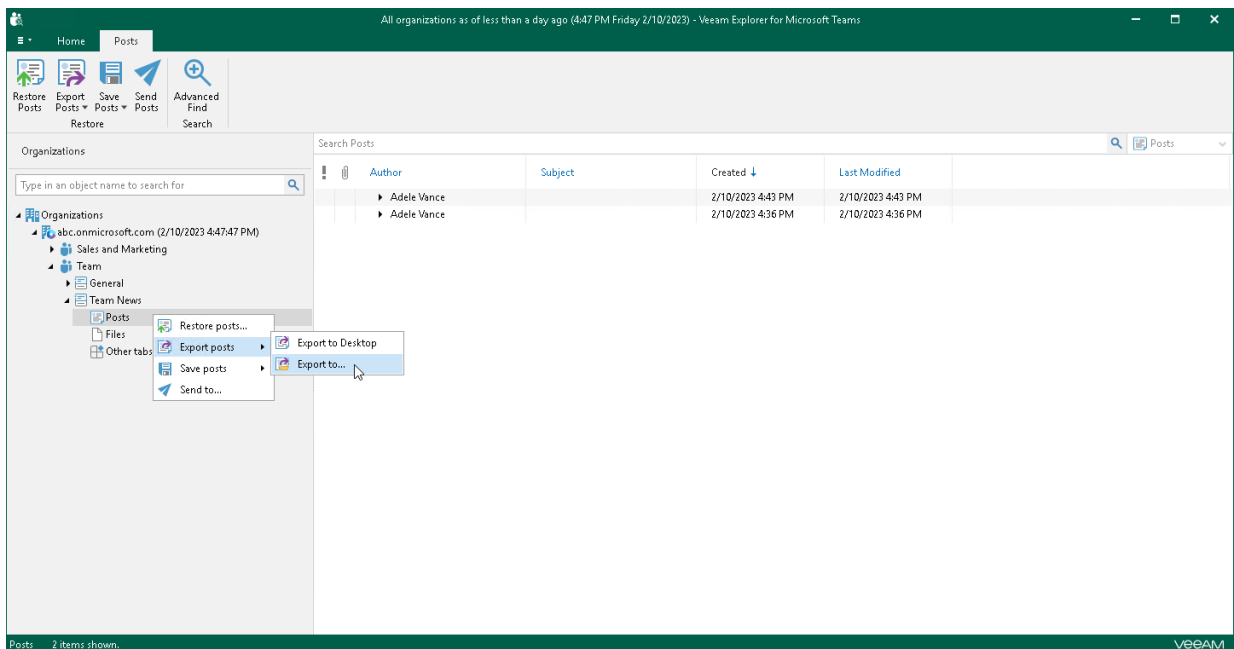 All organizations as of less than a day ago (4:47 PM Friday 2/10/2023) - Veeam Explorer for Microsoft Teams
Home Posts
Restore Posts
Export Posts
Save Posts
Send Posts
Advanced Find
Restore Search
Organizations
Search Posts
Posts
Type in an object name to search for
Author Subject Created Last Modified
Adele Vance 2/10/2023 4:43 PM 2/10/2023 4:43 PM
Adele Vance 2/10/2023 4:36 PM 2/10/2023 4:36 PM
Organizations
abc.onmicrosoft.com (2/10/2023 4:47:47 PM)
Sales and Marketing
Team
General
Team News
Posts
Files
Other tabs
Restore posts...
Export posts
Save posts
Send to...
Export to Desktop
Export to...
Posts 2 items shown.
veeAM